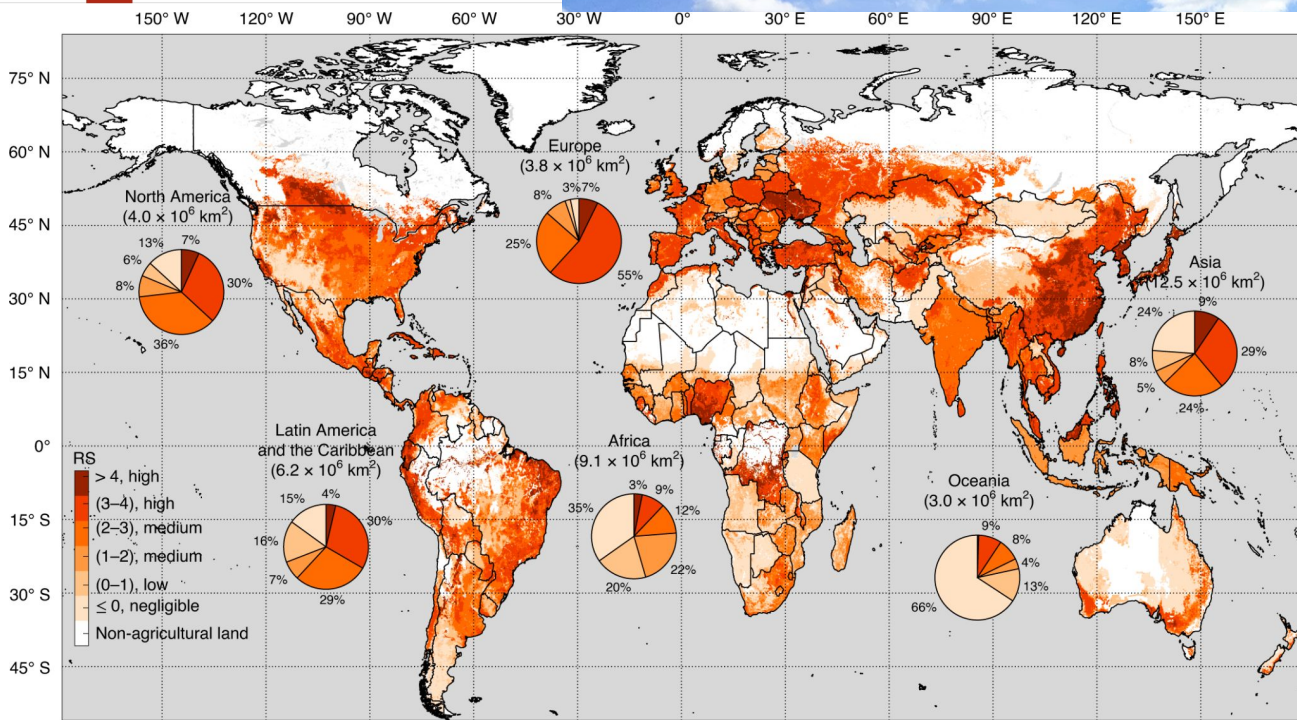 150° W 120° W 90° W 60° W 30° W 0° 30° E 60° E 90° E 120° E 150° E
75° N
60° N
45° N
30° N
15° N
0°
15° S
30° S
45° S
North America
(4.0 × 10⁶ km²)
13% 7%
6%
30%
8%
36%
Europe
(3.8 × 10⁶ km²)
8% 3% 7%
25%
55%
Asia
(12.5 × 10⁶ km²)
24% 9%
29%
8%
5%
24%
Latin America
and the Caribbean
(6.2 × 10⁶ km²)
15% 4%
30%
16%
7%
29%
Africa
(9.1 × 10⁶ km²)
3% 9%
35% 12%
22%
20%
Oceania
(3.0 × 10⁶ km²)
9% 8%
4%
13%
66%
RS
> 4, high
(3–4), high
(2–3), medium
(1–2), medium
(0–1), low
≤ 0, negligible
Non-agricultural land